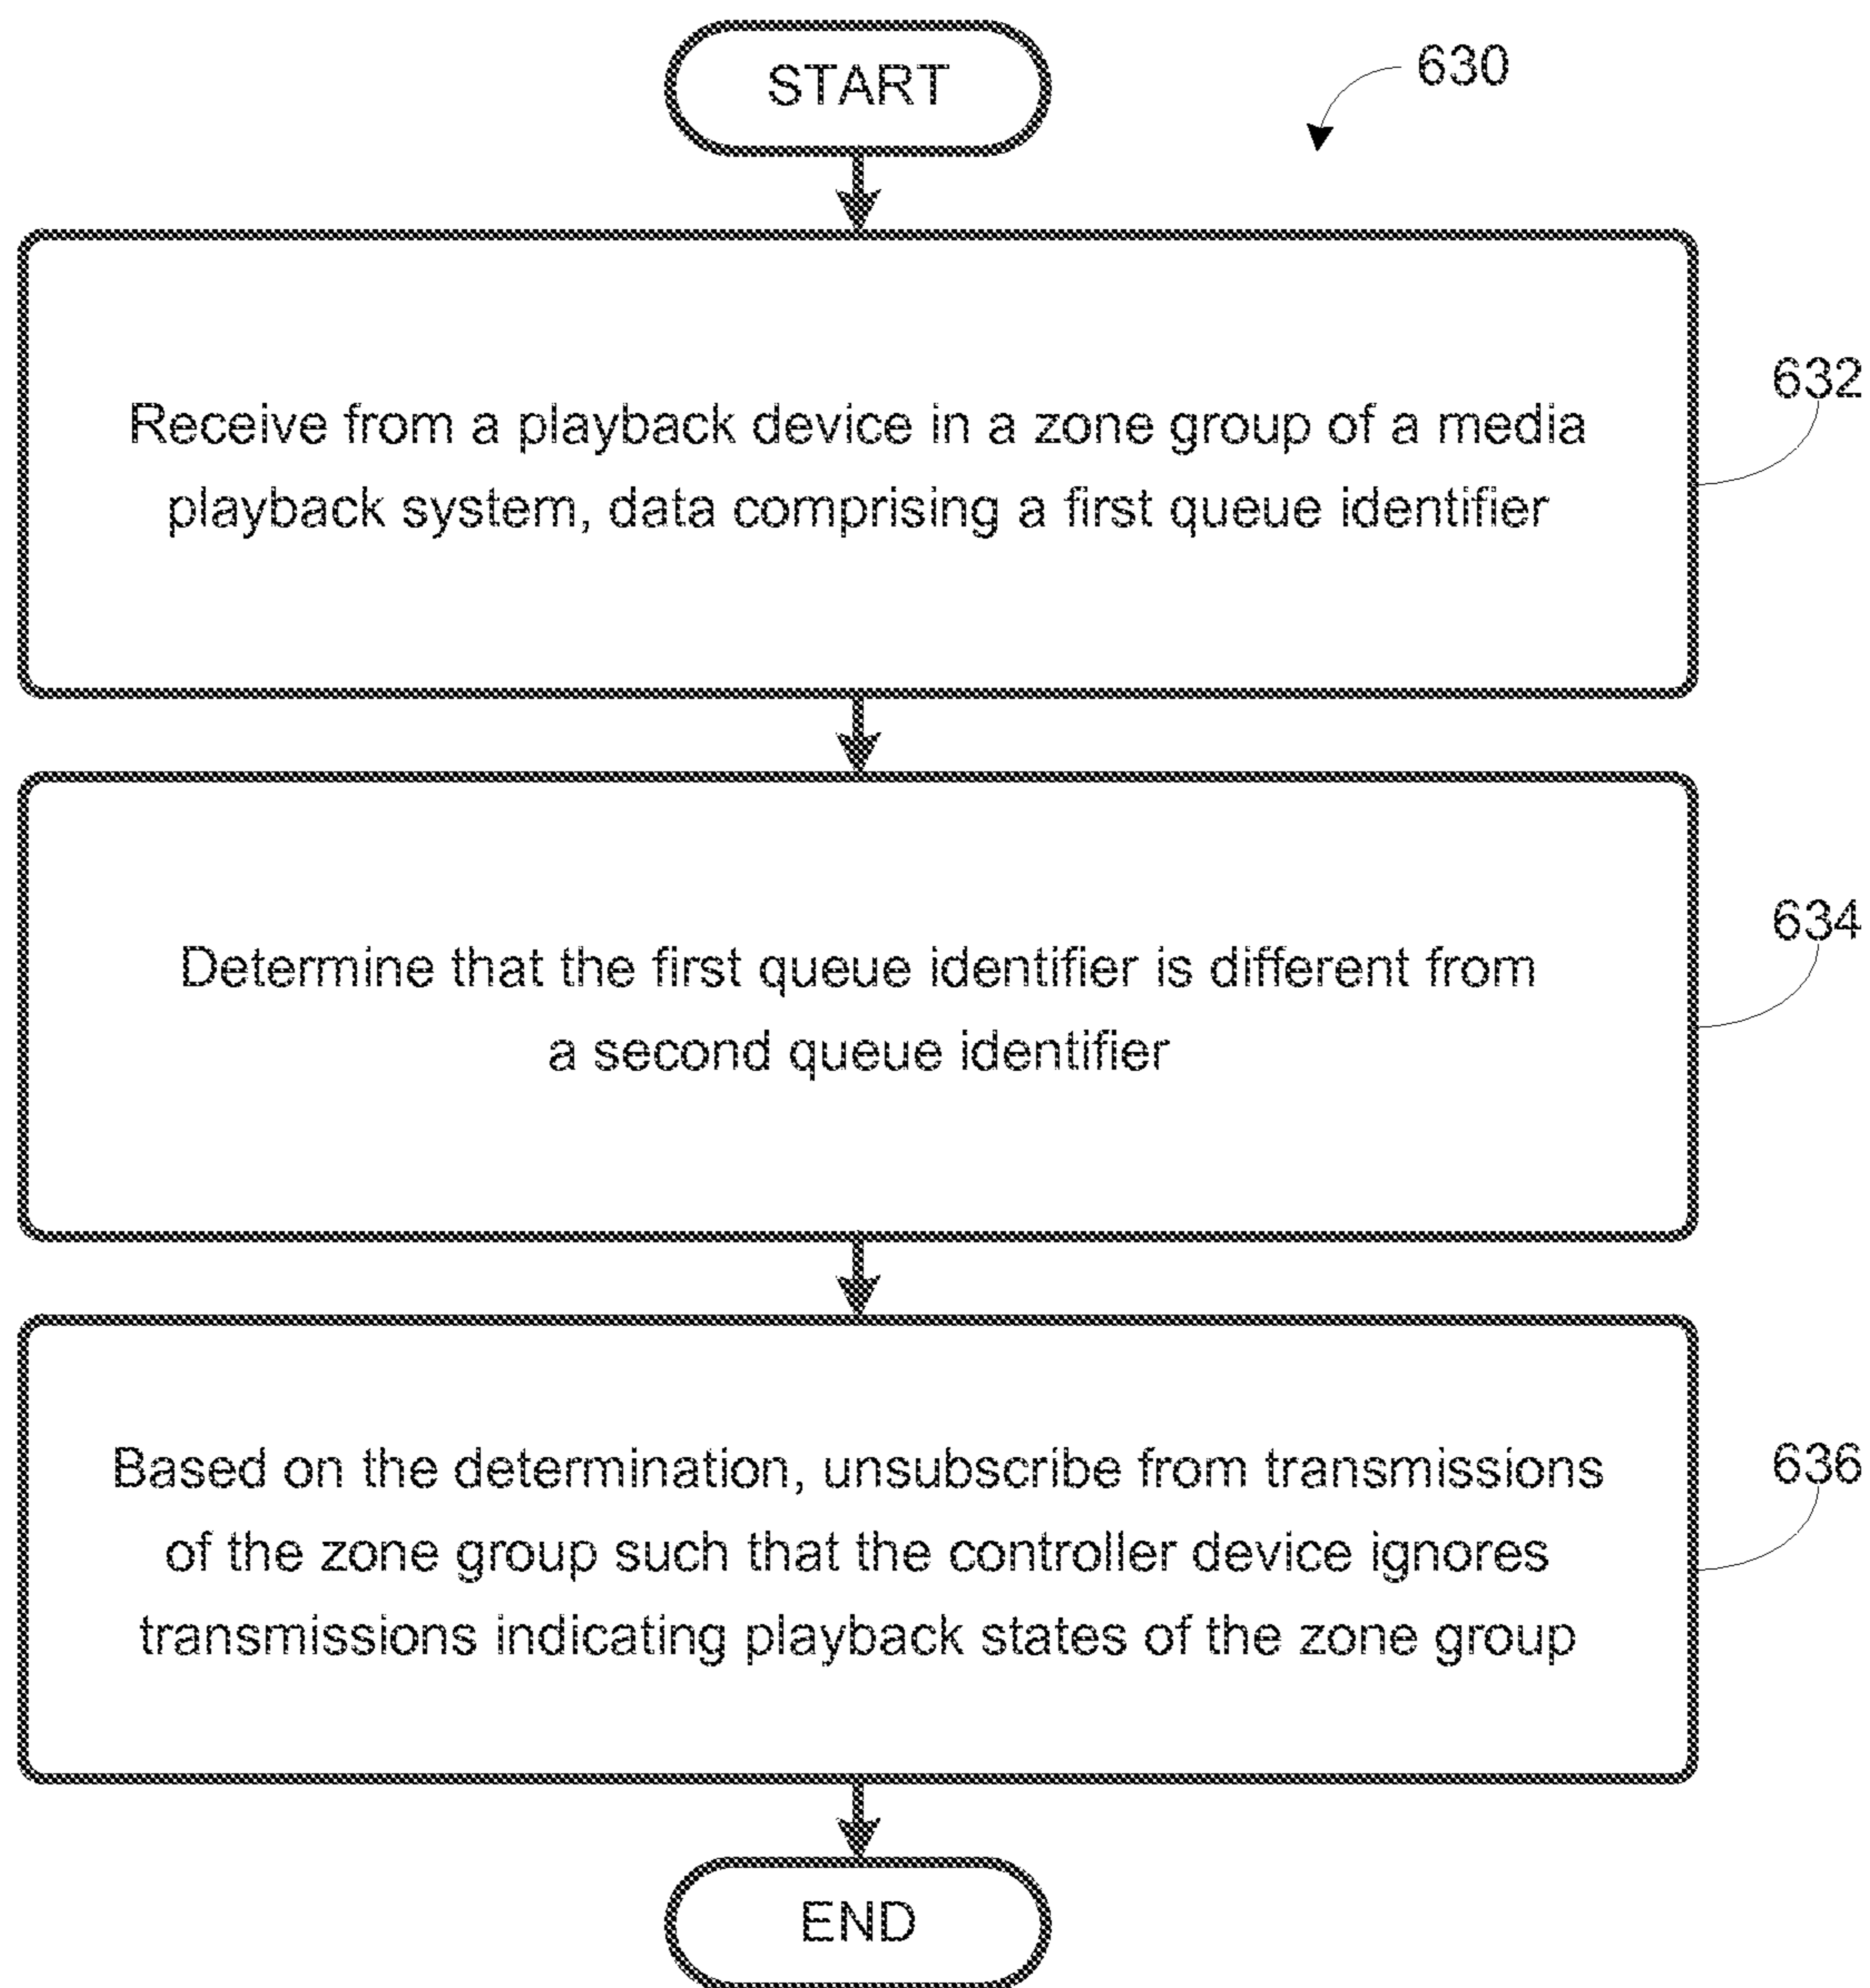 START
630
Receive from a playback device in a zone group of a media
playback system, data comprising a first queue identifier
632
Determine that the first queue identifier is different from
a second queue identifier
634
Based on the determination, unsubscribe from transmissions
of the zone group such that the controller device ignores
transmissions indicating playback states of the zone group
636
END